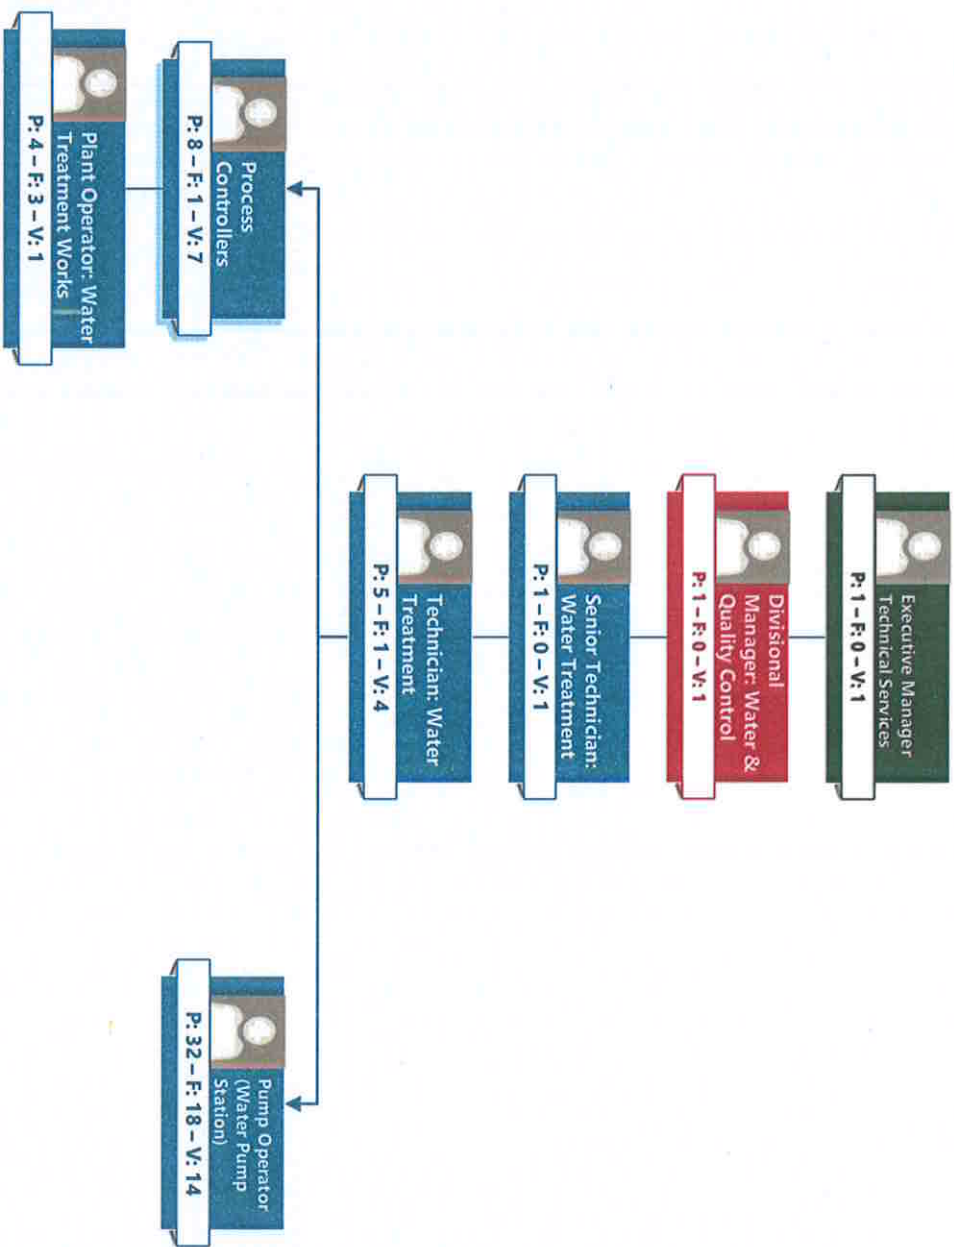 Executive Manager
Technical Services
P: 1 – F: 0 – V: 1
Divisional
Manager: Water &
Quality Control
P: 1 – F: 0 – V: 1
Senior Technician:
Water Treatment
P: 1 – F: 0 – V: 1
Technician: Water
Treatment
P: 5 – F: 1 – V: 4
Process
Controllers
P: 8 – F: 1 – V: 7
Plant Operator: Water
Treatment Works
P: 4 – F: 3 – V: 1
Pump Operator
(Water Pump
Station)
P: 32 – F: 18 – V: 14